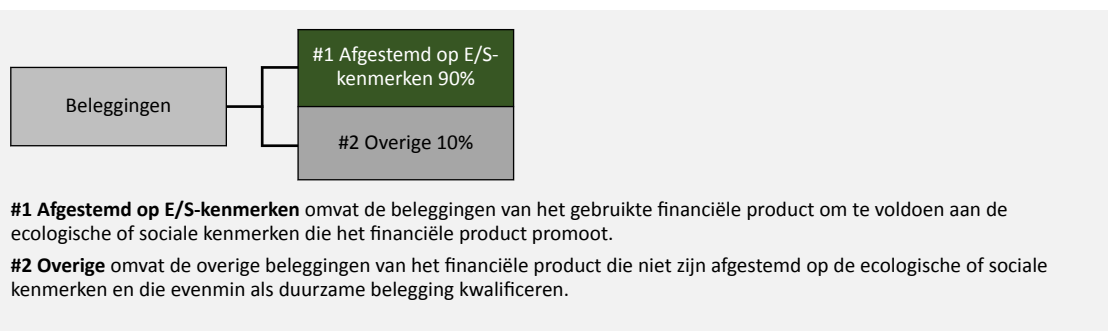 #1 Afgestemd op E/S-
kenmerken 90%
Beleggingen
#2 Overige 10%
#1 Afgestemd op E/S-kenmerken omvat de beleggingen van het gebruikte financiële product om te voldoen aan de
ecologische of sociale kenmerken die het financiële product promoot.
#2 Overige omvat de overige beleggingen van het financiële product die niet zijn afgestemd op de ecologische of sociale
kenmerken en die evenmin als duurzame belegging kwalificeren.